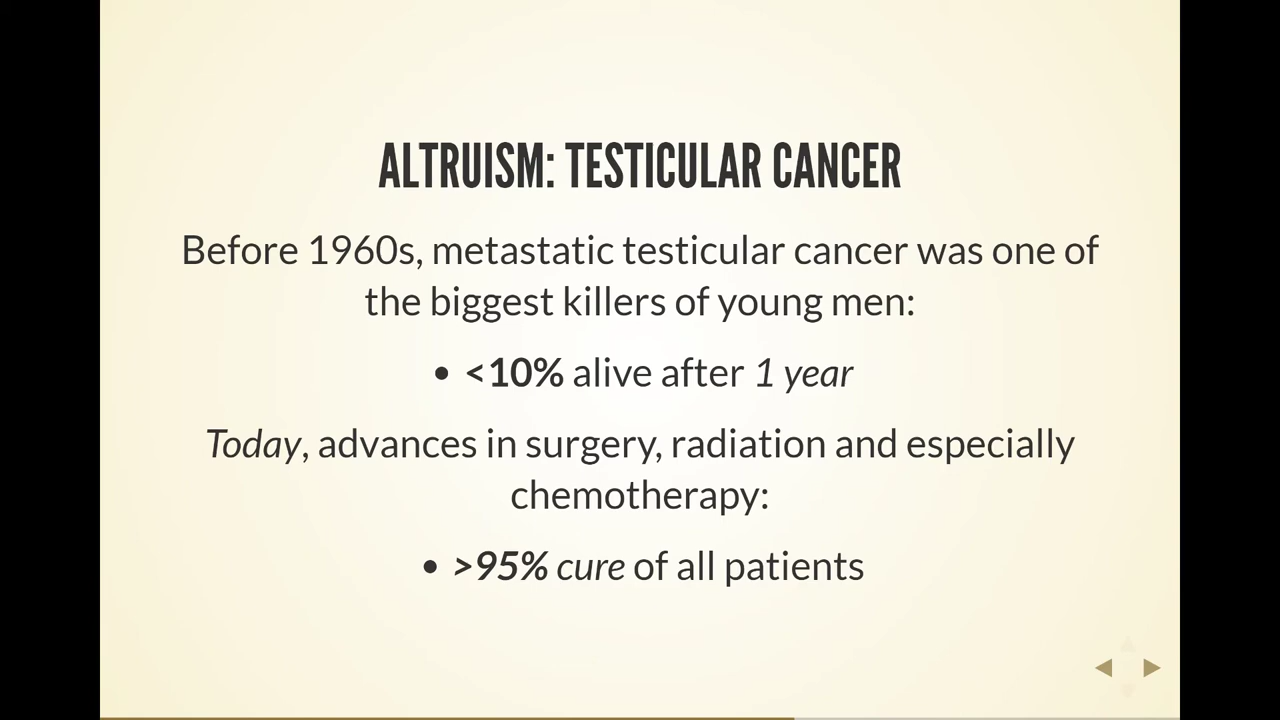 ALTRUISM: TESTICULAR CANCER
Before 1960s, metastatic testicular cancer was one of
the biggest killers of young men:
• <10% alive after 1 year
Today, advances in surgery, radiation and especially
chemotherapy:
• >95% cure of all patients